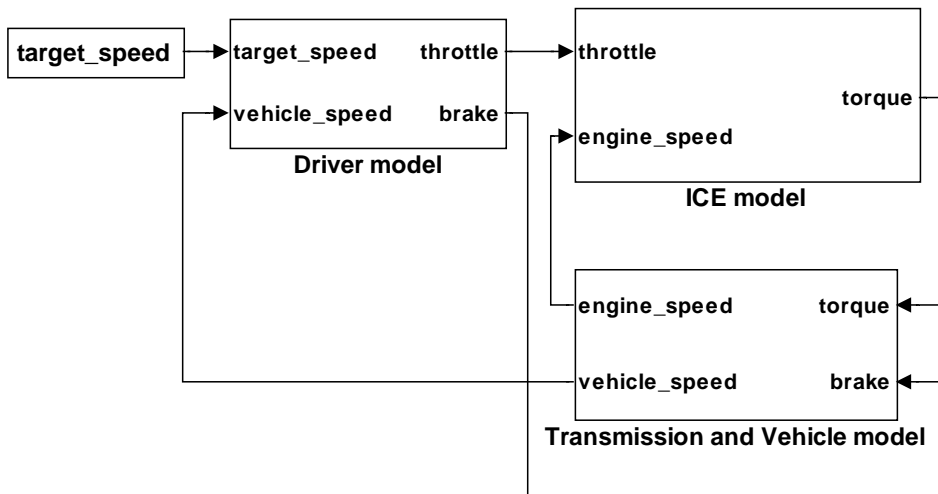 target_speed
target_speed throttle
vehicle_speed brake
Driver model
throttle
torque
engine_speed
ICE model
engine_speed torque
vehicle_speed brake
Transmission and Vehicle model